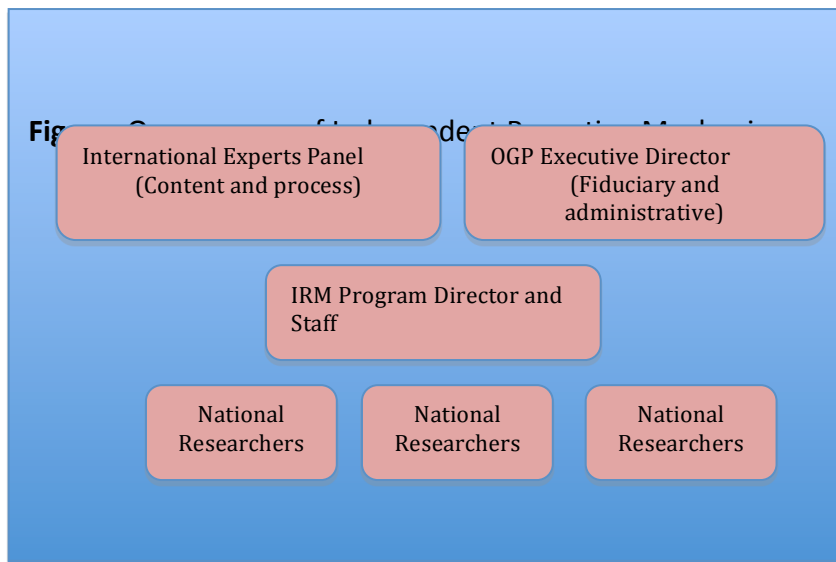 Fig
International Experts Panel
(Content and process)
OGP Executive Director
(Fiduciary and
administrative)
IRM Program Director and
Staff
National
Researchers
National
Researchers
National
Researchers